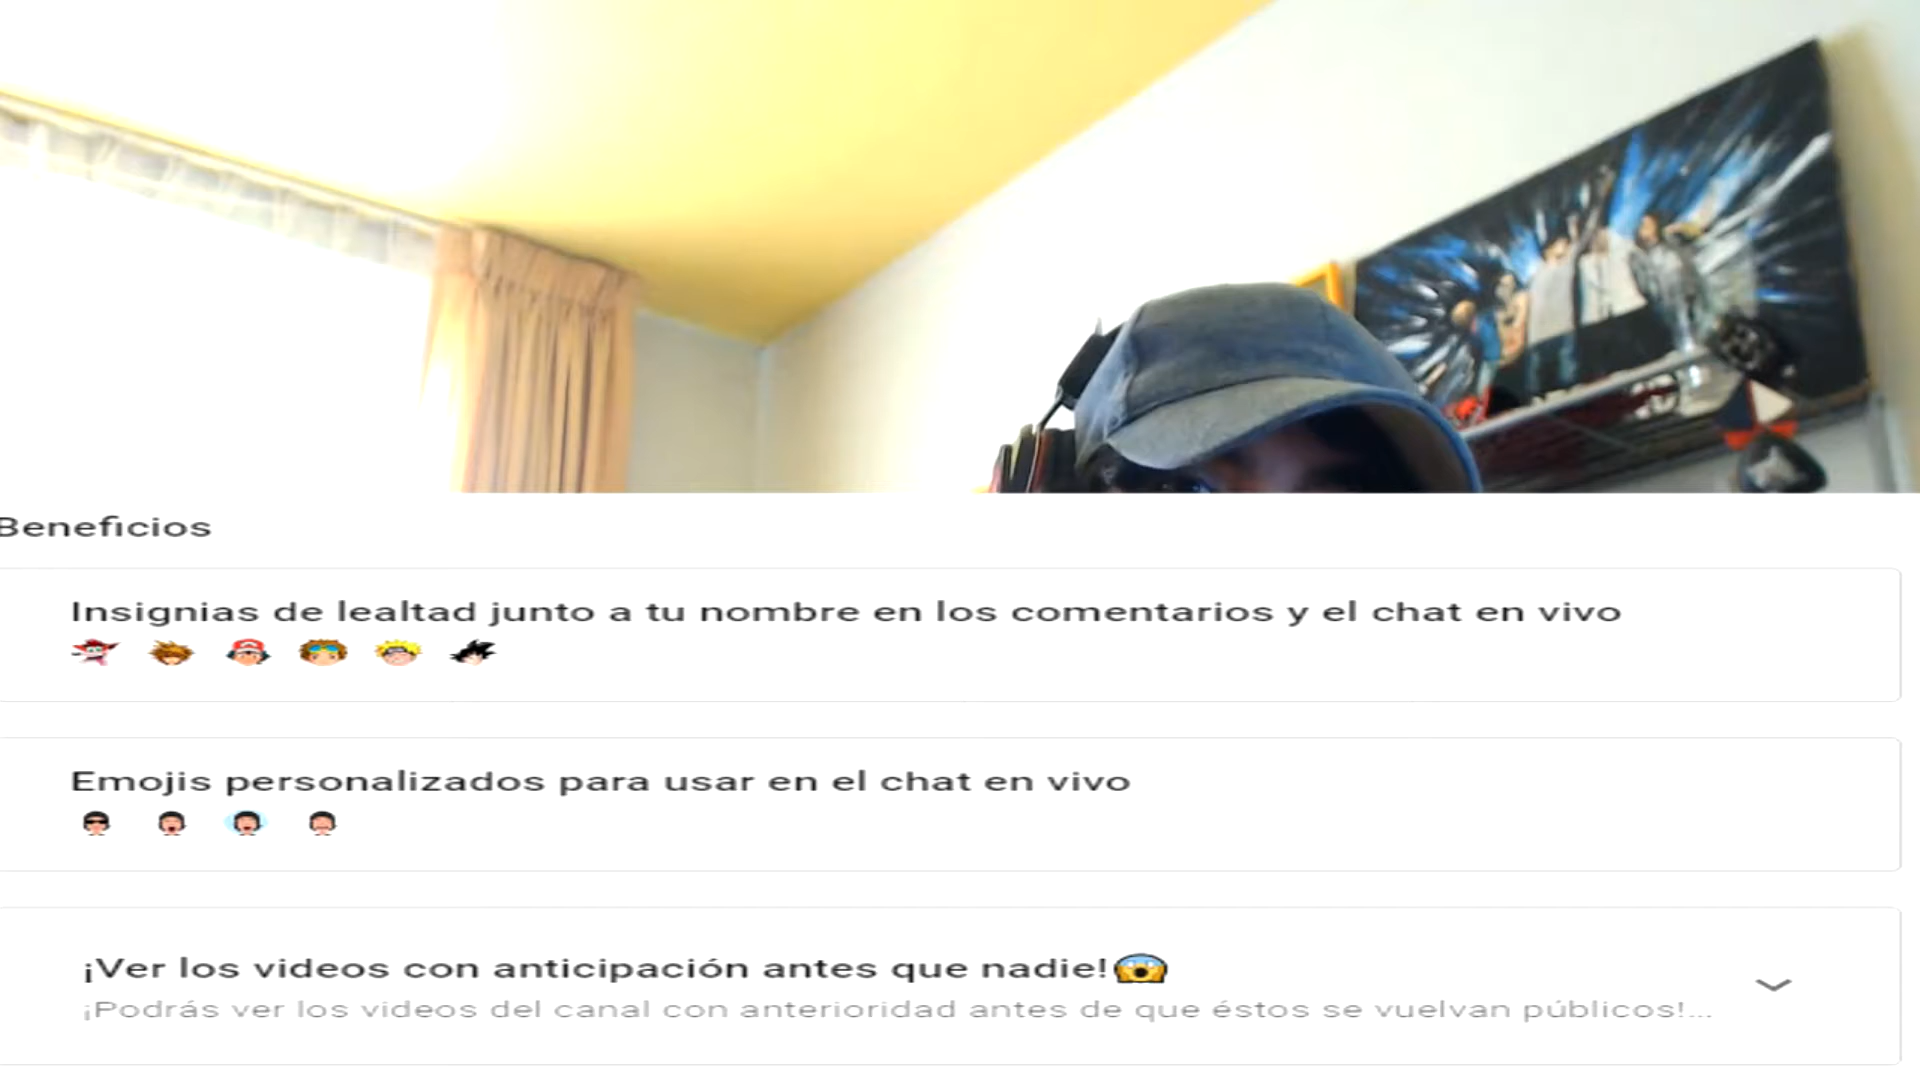 Beneficios
Insignias de lealtad junto a tu nombre en los comentarios y el chat en vivo
Emojis personalizados para usar en el chat en vivo
¡Ver los videos con anticipación antes que nadie!😱
¡Podrás ver los videos del canal con anterioridad antes de que éstos se vuelvan públicos!...